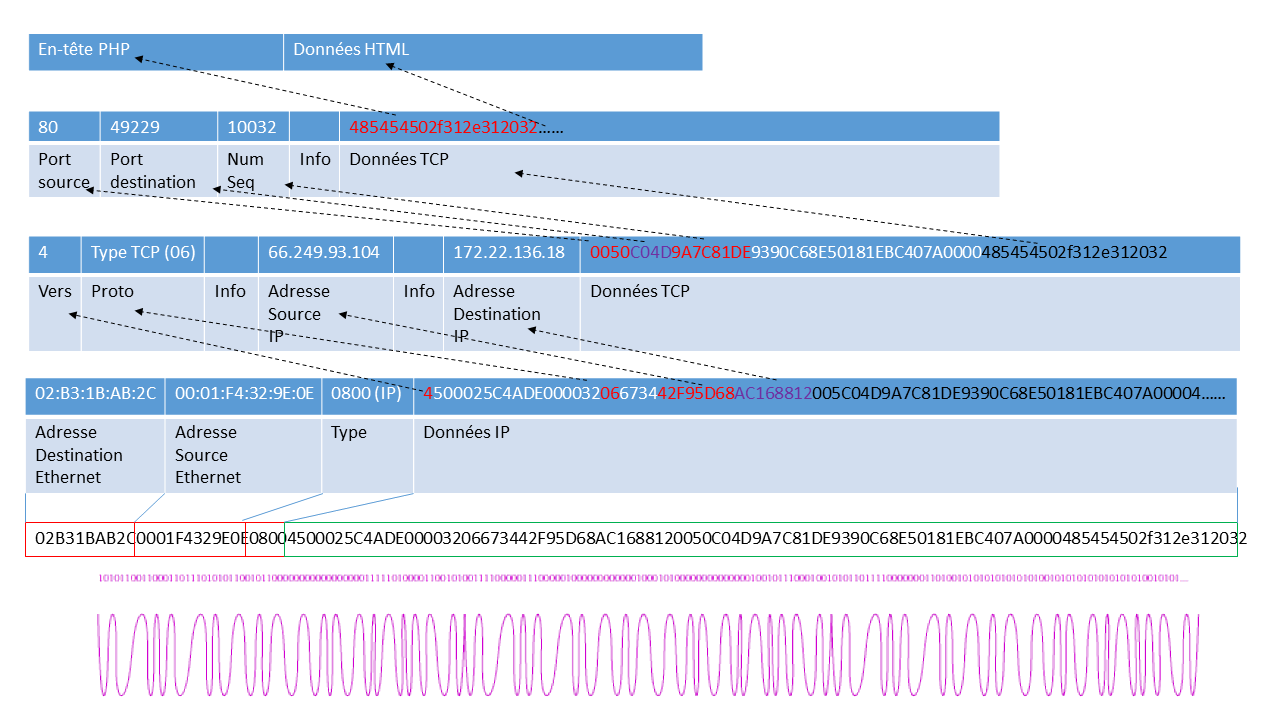 En-tête PHP
Données HTML
80
49229
10032
485454502f312e312032......
Port source
Port destination
Num Seq
Info
Données TCP
4
Type TCP (06)
66.249.93.104
172.22.136.18
0050C04D9A7C81DE9390C68E50181EBC407A0000485454502f312e312032
Vers
Proto
Info
Adresse Source IP
Info
Adresse Destination IP
Données TCP
02:B3:1B:AB:2C
00:01:F4:32:9E:0E
0800 (IP)
4500025C4ADE00003206673442F95D68AC168812005C04D9A7C81DE9390C68E50181EBC407A00004......
Adresse Destination Ethernet
Adresse Source Ethernet
Type
Données IP
02B31BAB2C0001F4329E0E08004500025C4ADE00003206673442F95D68AC1688120050C04D9A7C81DE9390C68E50181EBC407A0000485454502f312e312032